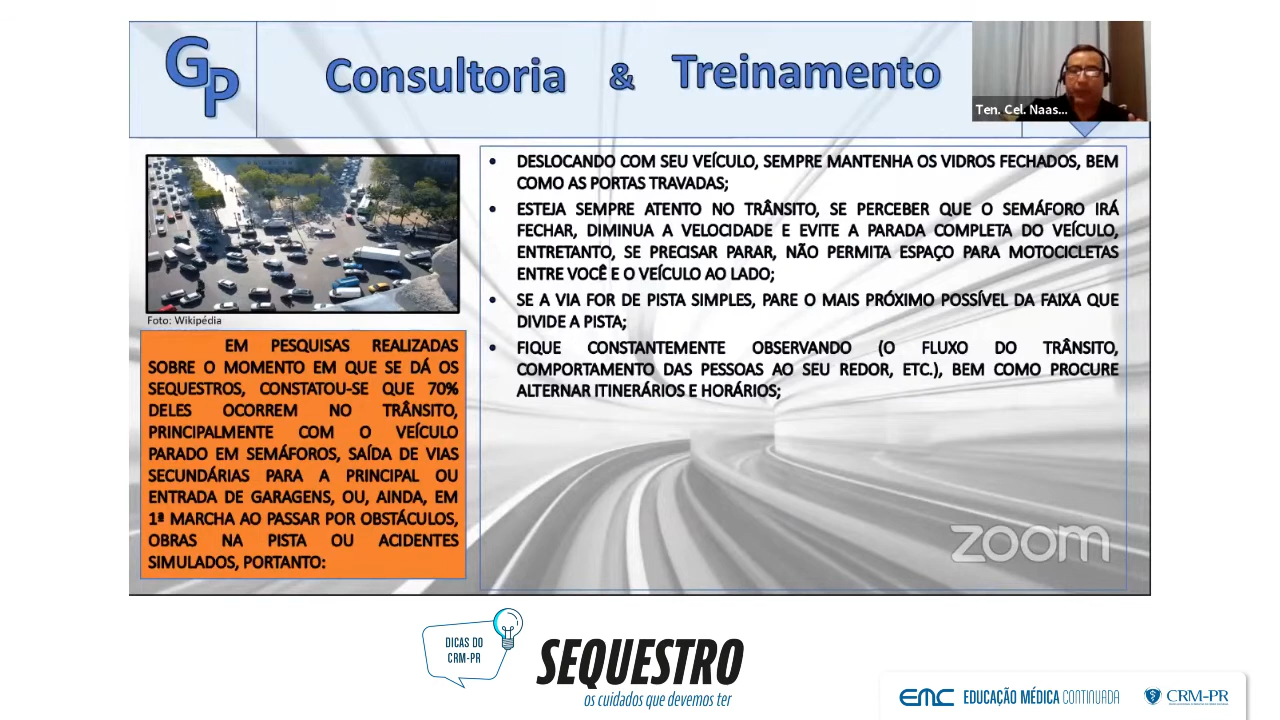 GP
Consultoria & Treinamento
Ten. Cel. Naas...
Foto: Wikipédia
EM PESQUISAS REALIZADAS
SOBRE O MOMENTO EM QUE SE DÁ OS
SEQUESTROS, CONSTATOU-SE QUE 70%
DELES OCORREM NO TRÂNSITO,
PRINCIPALMENTE COM O VEÍCULO
PARADO EM SEMÁFOROS, SAÍDA DE VIAS
SECUNDÁRIAS PARA A PRINCIPAL OU
ENTRADA DE GARAGENS, OU, AINDA, EM
1ª MARCHA AO PASSAR POR OBSTÁCULOS,
OBRAS NA PISTA OU ACIDENTES
SIMULADOS, PORTANTO:
• DESLOCANDO COM SEU VEÍCULO, SEMPRE MANTENHA OS VIDROS FECHADOS, BEM
COMO AS PORTAS TRAVADAS;
• ESTEJA SEMPRE ATENTO NO TRÂNSITO, SE PERCEBER QUE O SEMÁFORO IRÁ
FECHAR, DIMINUA A VELOCIDADE E EVITE A PARADA COMPLETA DO VEÍCULO,
ENTRETANTO, SE PRECISAR PARAR, NÃO PERMITA ESPAÇO PARA MOTOCICLETAS
ENTRE VOCÊ E O VEÍCULO AO LADO;
• SE A VIA FOR DE PISTA SIMPLES, PARE O MAIS PRÓXIMO POSSÍVEL DA FAIXA QUE
DIVIDE A PISTA;
• FIQUE CONSTANTEMENTE OBSERVANDO (O FLUXO DO TRÂNSITO,
COMPORTAMENTO DAS PESSOAS AO SEU REDOR, ETC.), BEM COMO PROCURE
ALTERNAR ITINERÁRIOS E HORÁRIOS;
zoom
DICAS DO
CRM-PR
SEQUESTRO
os cuidados que devemos ter
EMC EDUCAÇÃO MÉDICA CONTINUADA
CRM-PR